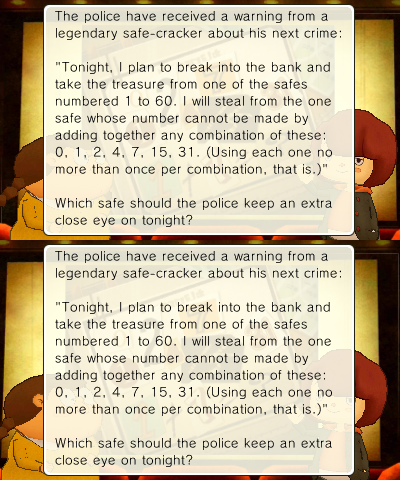 The police have received a warning from a
legendary safe-cracker about his next crime:
"Tonight, I plan to break into the bank and
take the treasure from one of the safes
numbered 1 to 60. I will steal from the one
safe whose number cannot be made by
adding together any combination of these:
0, 1, 2, 4, 7, 15, 31. (Using each one no
more than once per combination, that is.)"
Which safe should the police keep an extra
close eye on tonight?
The police have received a warning from a
legendary safe-cracker about his next crime:
"Tonight, I plan to break into the bank and
take the treasure from one of the safes
numbered 1 to 60. I will steal from the one
safe whose number cannot be made by
adding together any combination of these:
0, 1, 2, 4, 7, 15, 31. (Using each one no
more than once per combination, that is.)"
Which safe should the police keep an extra
close eye on tonight?